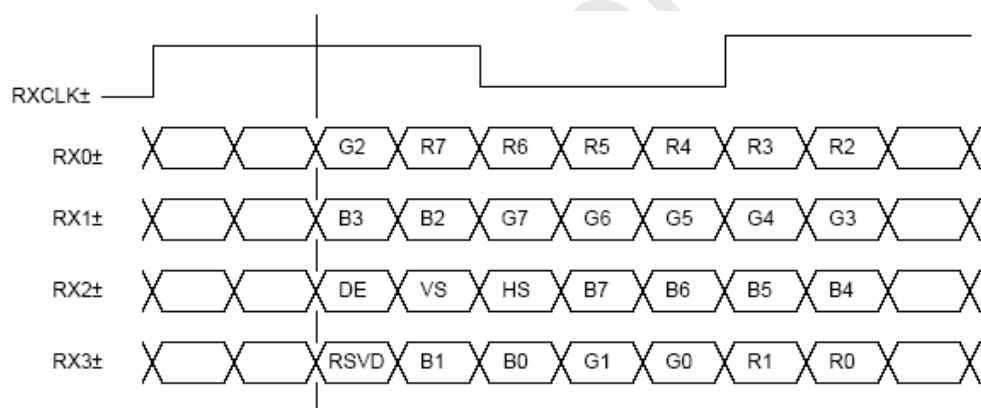 RXCLK±
RX0± G2 R7 R6 R5 R4 R3 R2
RX1± B3 B2 G7 G6 G5 G4 G3
RX2± DE VS HS B7 B6 B5 B4
RX3± RSVD B1 B0 G1 G0 R1 R0